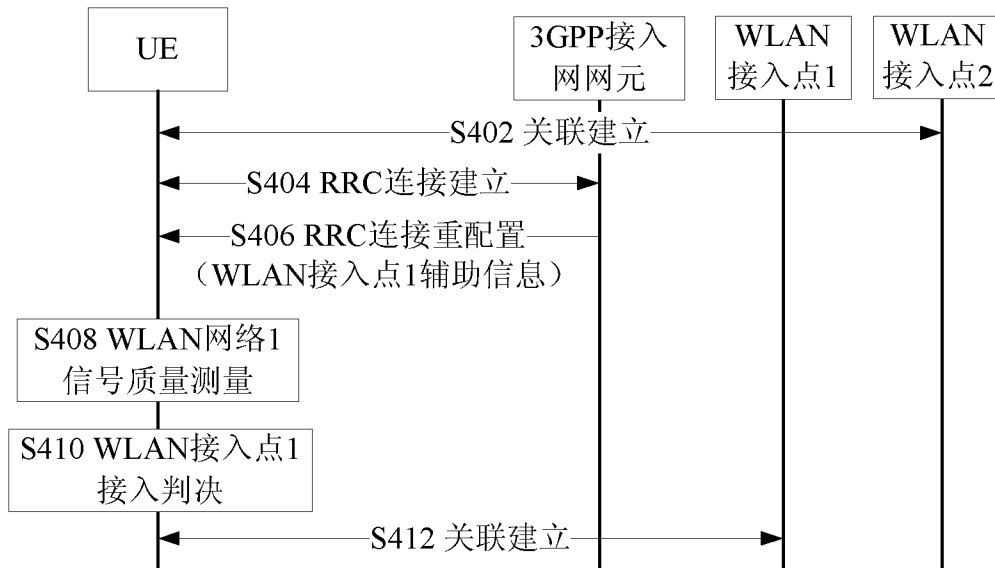 UE
3GPP接入
网网元
WLAN
接入点1
WLAN
接入点2
S402 关联建立
S404 RRC连接建立
S406 RRC连接重配置
（WLAN接入点1辅助信息）
S408 WLAN网络1
信号质量测量
S410 WLAN接入点1
接入判决
S412 关联建立